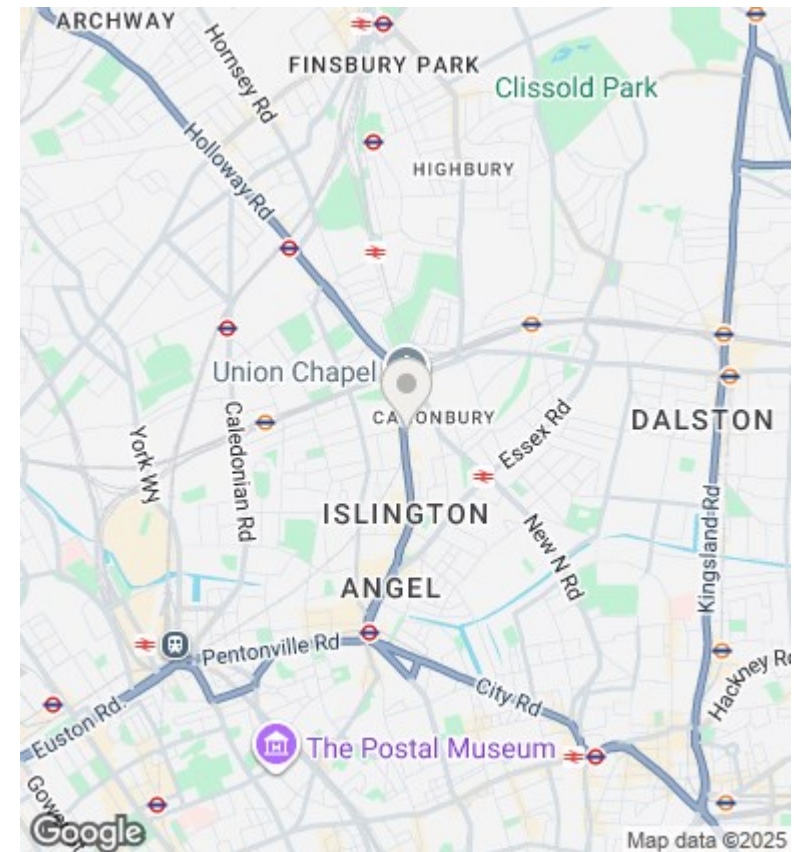 ARCHWAY
Hornsey Rd
FINSBURY PARK
Clissold Park
Holloway Rd
HIGHBURY
Union Chapel
CANONBURY
Essex Rd
DALSTON
York Wy
Caledonian Rd
ISLINGTON
New N Rd
Kingsland Rd
ANGEL
Pentonville Rd
City Rd
Hackney Rd
Euston Rd
The Postal Museum
Google
Map data ©2025